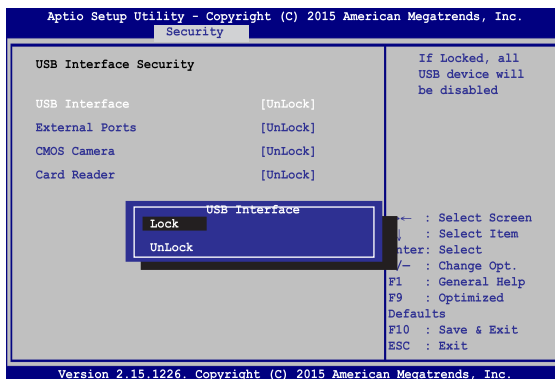 Aptio Setup Utility - Copyright (C) 2015 American Megatrends, Inc.
Security
USB Interface Security
USB Interface [UnLock]
External Ports [UnLock]
CMOS Camera [UnLock]
Card Reader [UnLock]
If Locked, all
USB device will
be disabled
USB Interface
Lock
UnLock
← : Select Screen
↓ : Select Item
nter: Select
/— : Change Opt.
F1 : General Help
F9 : Optimized
Defaults
F10 : Save & Exit
ESC : Exit
Version 2.15.1226. Copyright (C) 2015 American Megatrends, Inc.